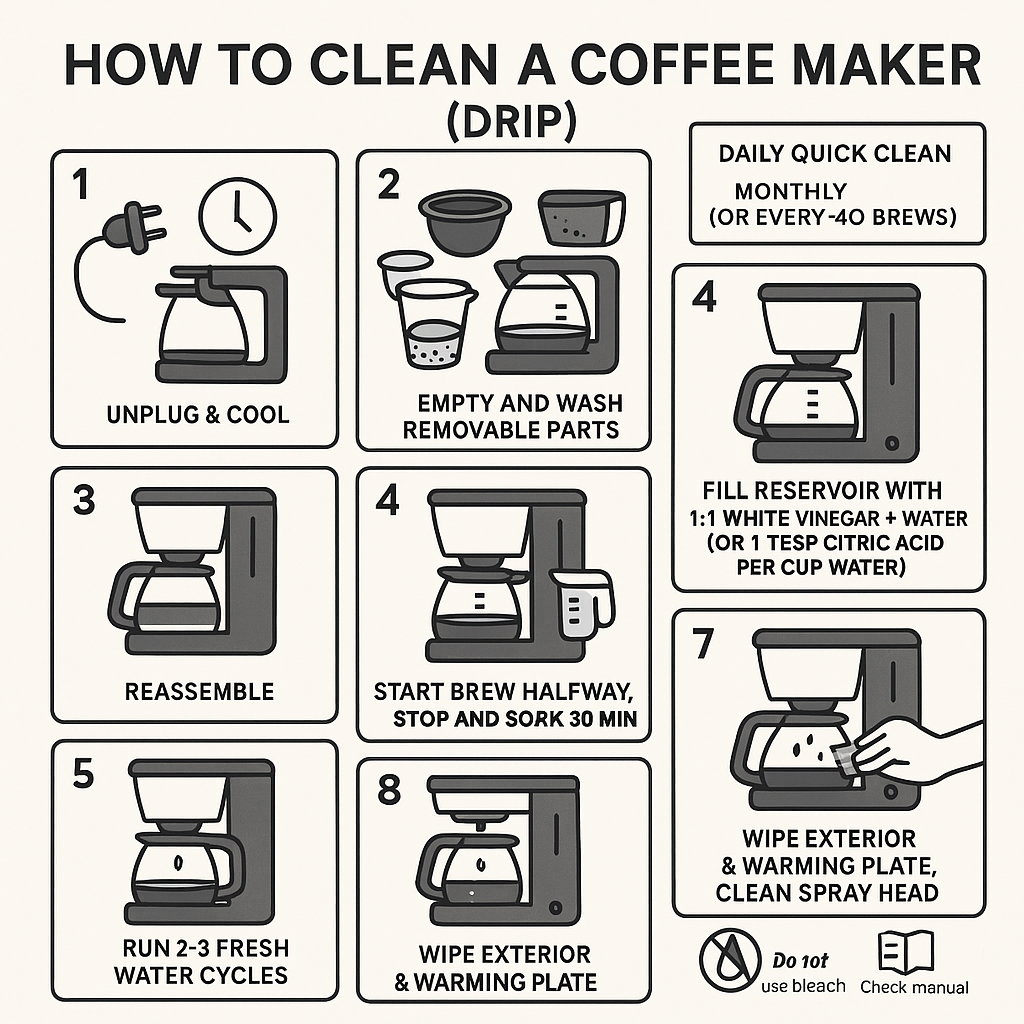 HOW TO CLEAN A COFFEE MAKER
(DRIP)
DAILY QUICK CLEAN
MONTHLY
(OR EVERY-40 BREWS)
1
UNPLUG & COOL
2
EMPTY AND WASH
REMOVABLE PARTS
4
FILL RESERVOIR WITH
1:1 WHITE VINEGAR + WATER
(OR 1 TESP CITRIC ACID
PER CUP WATER)
3
REASSEMBLE
4
START BREW HALFWAY,
STOP AND SORK 30 MIN
7
WIPE EXTERIOR
& WARMING PLATE,
CLEAN SPRAY HEAD
5
RUN 2-3 FRESH
WATER CYCLES
8
WIPE EXTERIOR
& WARMING PLATE
Do 10t
use bleach
Check manual